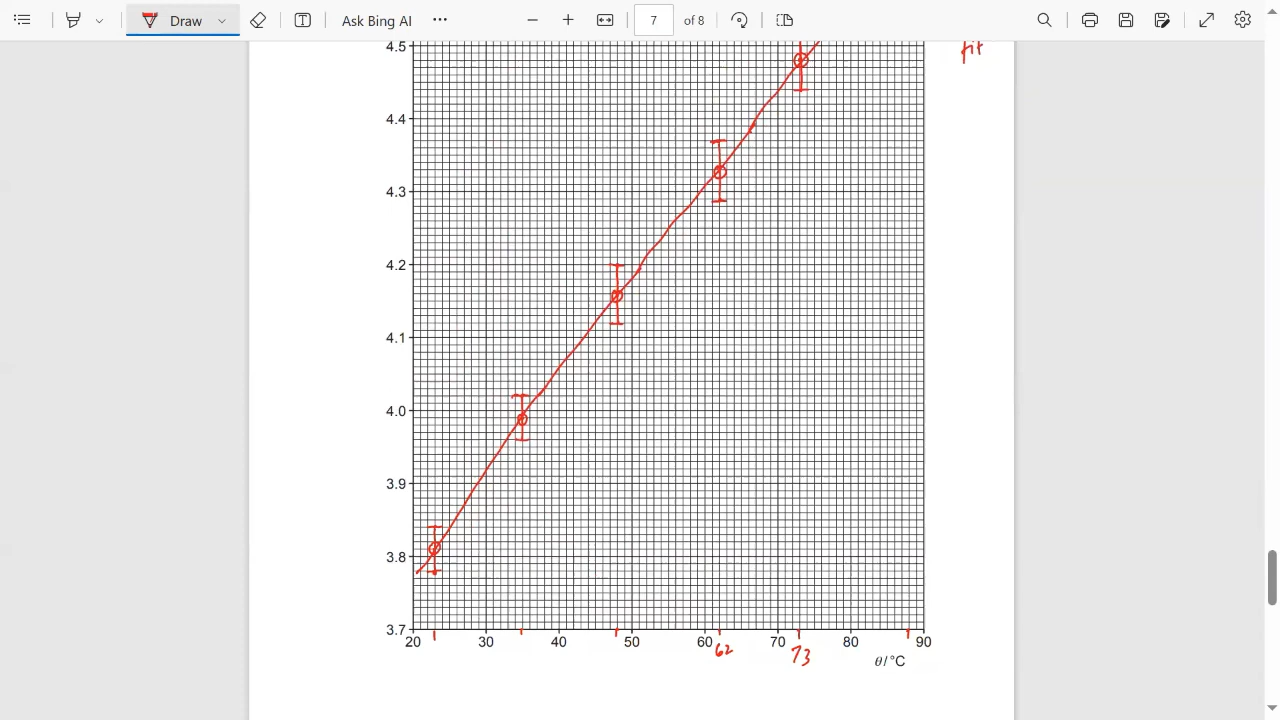 Draw
Ask Bing AI
7 of 8
fit
4.5
4.4
4.3
4.2
4.1
4.0
3.9
3.8
3.7
20 30 40 50 60 70 80 90
62 73
θ/°C